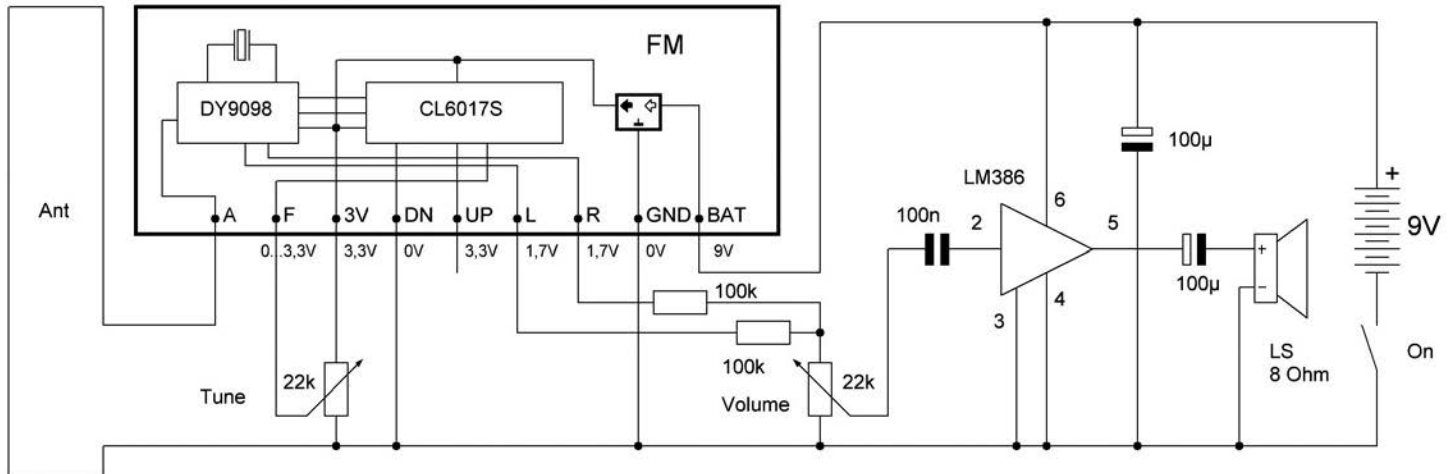 FM
DY9098
CL6017S
Ant
A
F
3V
DN
UP
L
R
GND
BAT
0...3,3V
3,3V
0V
3,3V
1,7V
1,7V
0V
9V
100k
100k
Tune
22k
Volume
22k
100n
LM386
2
6
5
3
4
100µ
100µ
+
−
LS
8 Ohm
+
9V
On